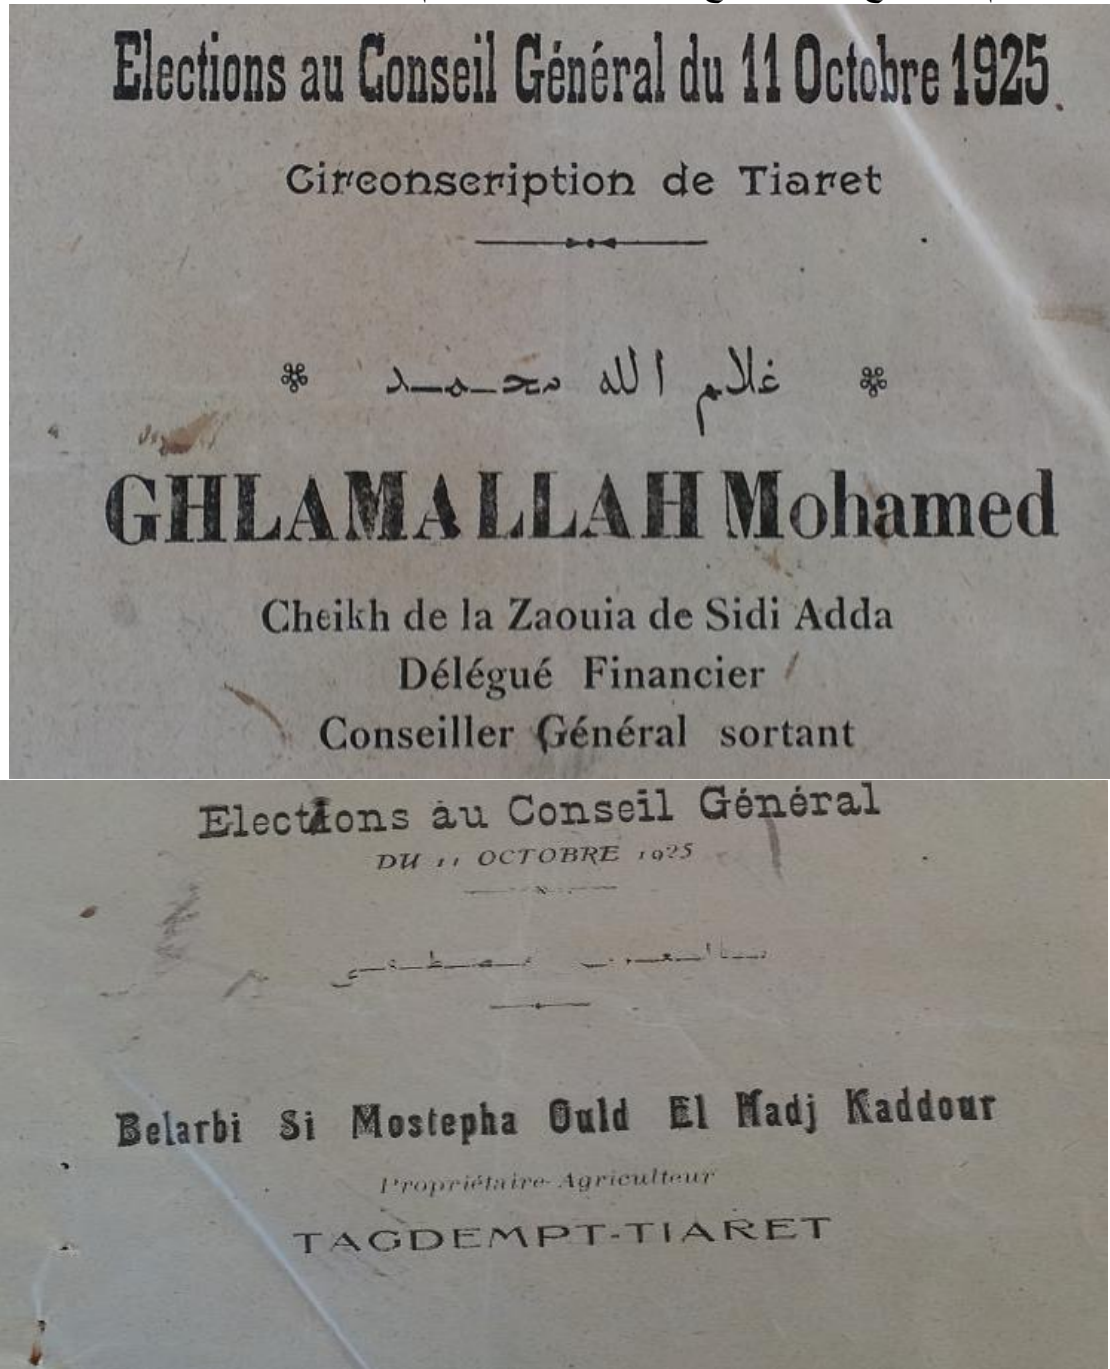 Elections au Conseil Général du 11 Octobre 1925.
Circonscription de Tiaret
غلام الله محمد
GHLAMALLAH Mohamed
Cheikh de la Zaouia de Sidi Adda
Délégué Financier
Conseiller Général sortant
Elections au Conseil Général
DU 11 OCTOBRE 1925
مصطفى
Belarbi Si Mostepha Ould El Hadj Kaddour
Propriétaire-Agriculteur
TAGDEMPT-TIARET